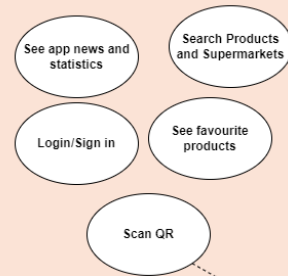 See app news and
statistics
Search Products
and Supermarkets
Login/Sign in
See favourite
products
Scan QR